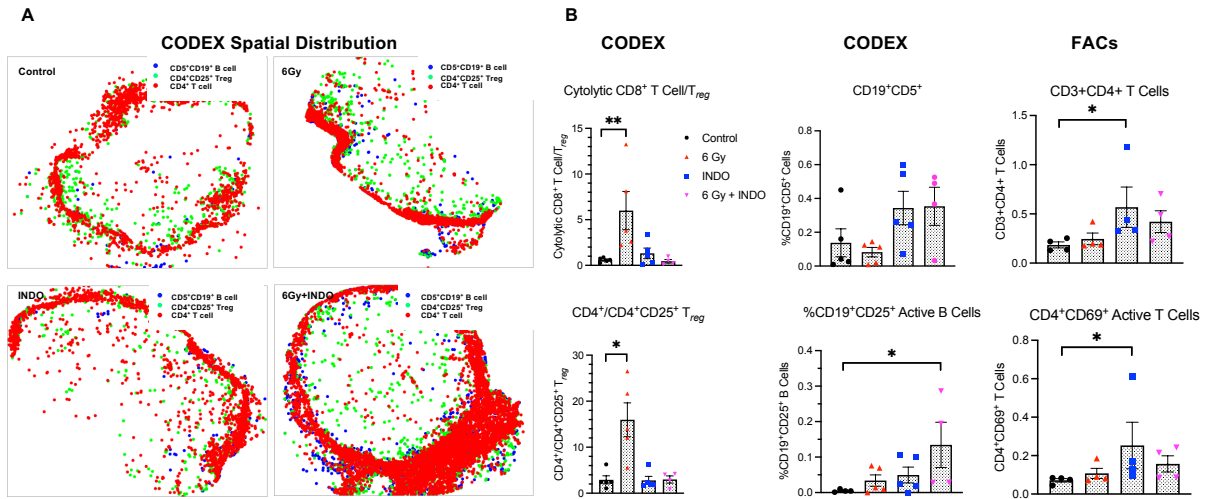 A
CODEX Spatial Distribution
Control
CD5⁺CD19⁺ B cell
CD4⁺CD25⁺ Treg
CD4⁺ T cell
6Gy
CD5⁺CD19⁺ B cell
CD4⁺CD25⁺ Treg
CD4⁺ T cell
INDO
CD5⁺CD19⁺ B cell
CD4⁺CD25⁺ Treg
CD4⁺ T cell
6Gy+INDO
CD5⁺CD19⁺ B cell
CD4⁺CD25⁺ Treg
CD4⁺ T cell
B
CODEX
CODEX
FACs
Cytolytic CD8⁺ T Cell/Treg
Cytolytic CD8⁺ T Cell/Treg
15
10
5
0
**
Control
6 Gy
INDO
6 Gy + INDO
CD19⁺CD5⁺
%CD19⁺CD5⁺ Cells
0.8
0.6
0.4
0.2
0.0
CD3+CD4+ T Cells
CD3+CD4+ T Cells
1.5
1.0
0.5
0.0
*
CD4⁺/CD4⁺CD25⁺ Treg
CD4⁺/CD4⁺CD25⁺ Treg
30
20
10
0
*
%CD19⁺CD25⁺ Active B Cells
%CD19⁺CD25⁺ B Cells
0.4
0.3
0.2
0.1
0.0
*
CD4⁺CD69⁺ Active T Cells
CD4⁺CD69⁺ T Cells
0.8
0.6
0.4
0.2
0.0
*